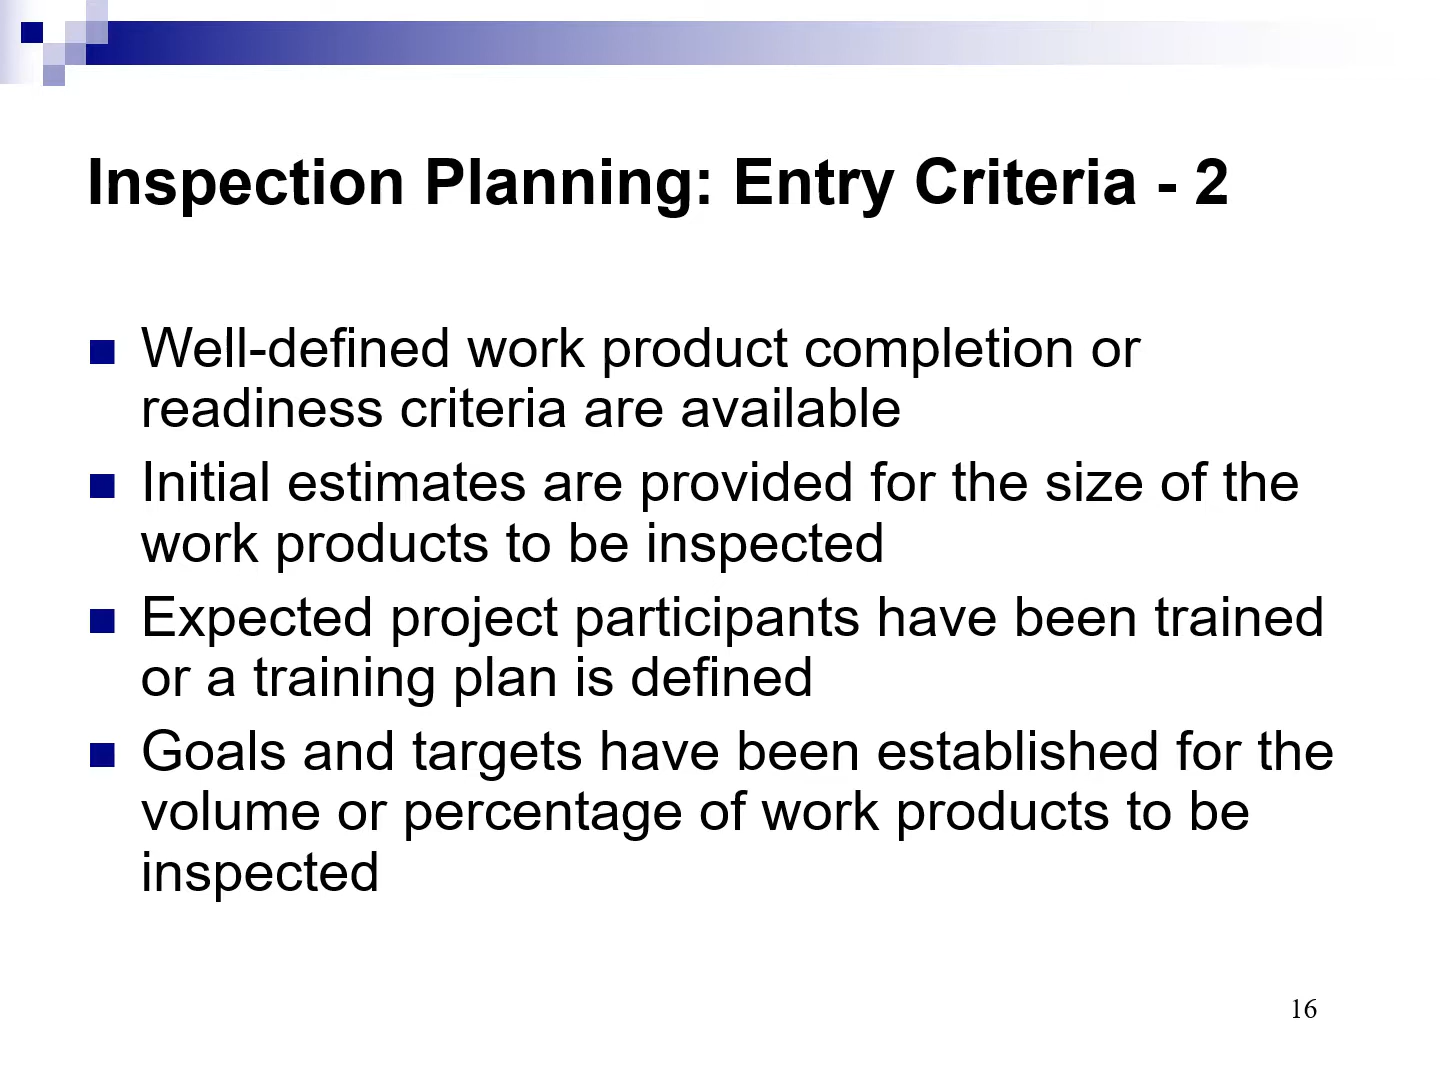 Inspection Planning: Entry Criteria - 2
Well-defined work product completion or
readiness criteria are available
Initial estimates are provided for the size of the
work products to be inspected
Expected project participants have been trained
or a training plan is defined
Goals and targets have been established for the
volume or percentage of work products to be
inspected
16